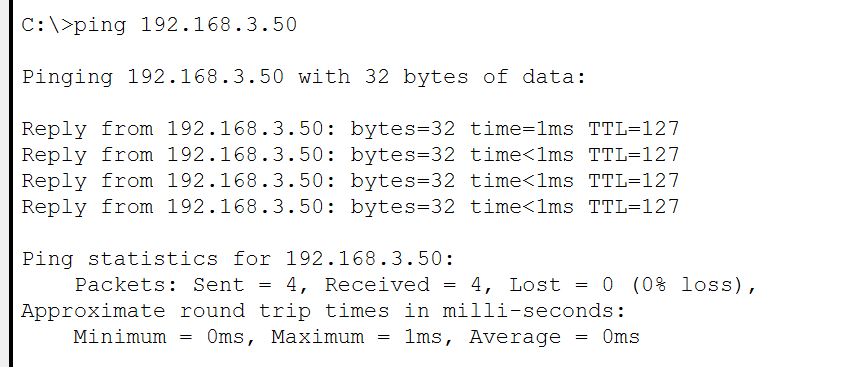 C:\>ping 192.168.3.50
Pinging 192.168.3.50 with 32 bytes of data:
Reply from 192.168.3.50: bytes=32 time=1ms TTL=127
Reply from 192.168.3.50: bytes=32 time<1ms TTL=127
Reply from 192.168.3.50: bytes=32 time<1ms TTL=127
Reply from 192.168.3.50: bytes=32 time<1ms TTL=127
Ping statistics for 192.168.3.50:
    Packets: Sent = 4, Received = 4, Lost = 0 (0% loss),
Approximate round trip times in milli-seconds:
    Minimum = 0ms, Maximum = 1ms, Average = 0ms